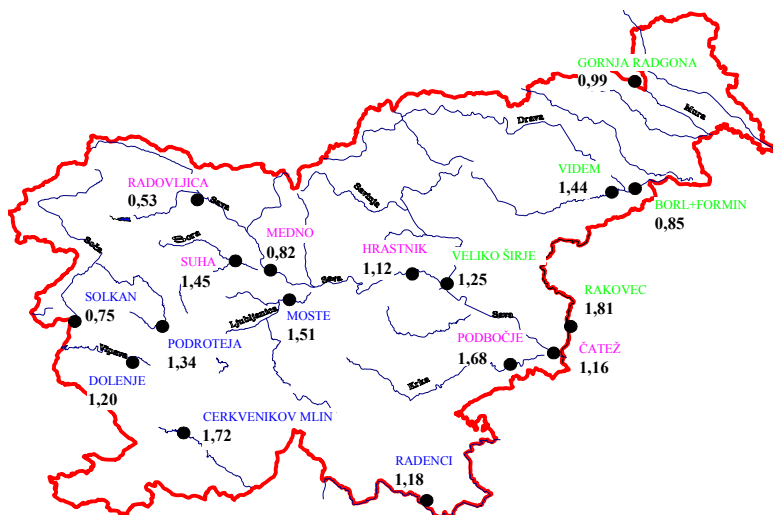 GORNJA RADGONA
0,99
Mura
Drava
VIDEM
1,44
BORL+FORMIN
0,85
RADOVLJICA
0,53
Sava
Savinja
Sora
MEDNO
0,82
HRASTNIK
1,12
VELIKO ŠIRJE
1,25
Soča
SUHA
1,45
Sava
SOLKAN
0,75
Ljubljanica
MOSTE
1,51
Sava
RAKOVEC
1,81
PODROTEJA
1,34
PODBOČJE
1,68
ČATEŽ
1,16
Vipava
DOLENJE
1,20
Krka
CERKVENIKOV MLIN
1,72
RADENCI
1,18